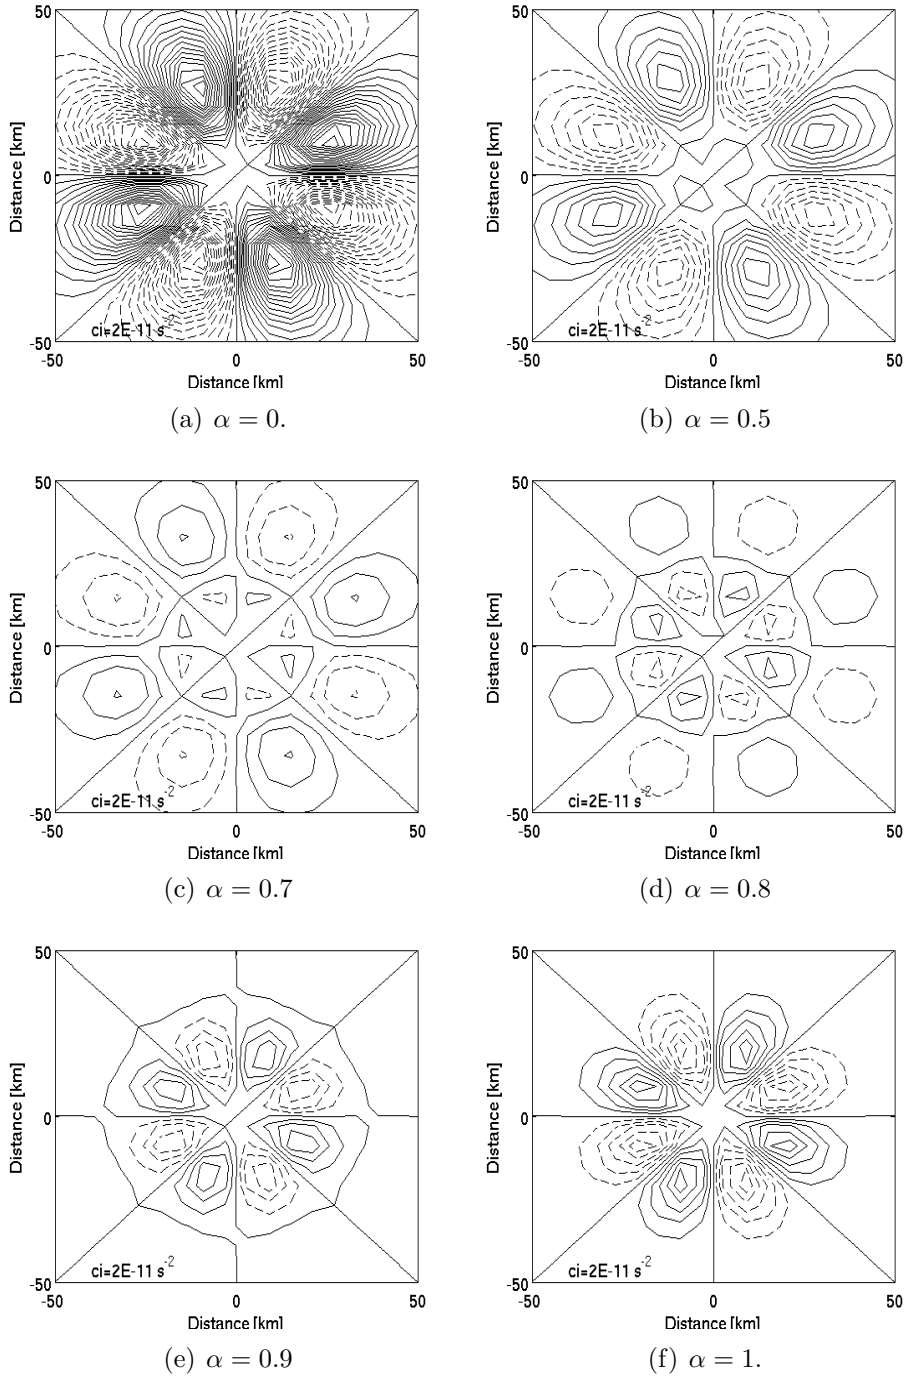 50
50
Distance [km]
Distance [km]
0
0
ci=2E-11 s⁻²
ci=2E-11 s⁻²
-50
-50
-50 0 50
-50 0 50
Distance [km]
Distance [km]
(a) α = 0.
(b) α = 0.5
50
50
Distance [km]
Distance [km]
0
0
ci=2E-11 s⁻²
ci=2E-11 s⁻²
-50
-50
-50 0 50
-50 0 50
Distance [km]
Distance [km]
(c) α = 0.7
(d) α = 0.8
50
50
Distance [km]
Distance [km]
0
0
ci=2E-11 s⁻²
ci=2E-11 s⁻²
-50
-50
-50 0 50
-50 0 50
Distance [km]
Distance [km]
(e) α = 0.9
(f) α = 1.